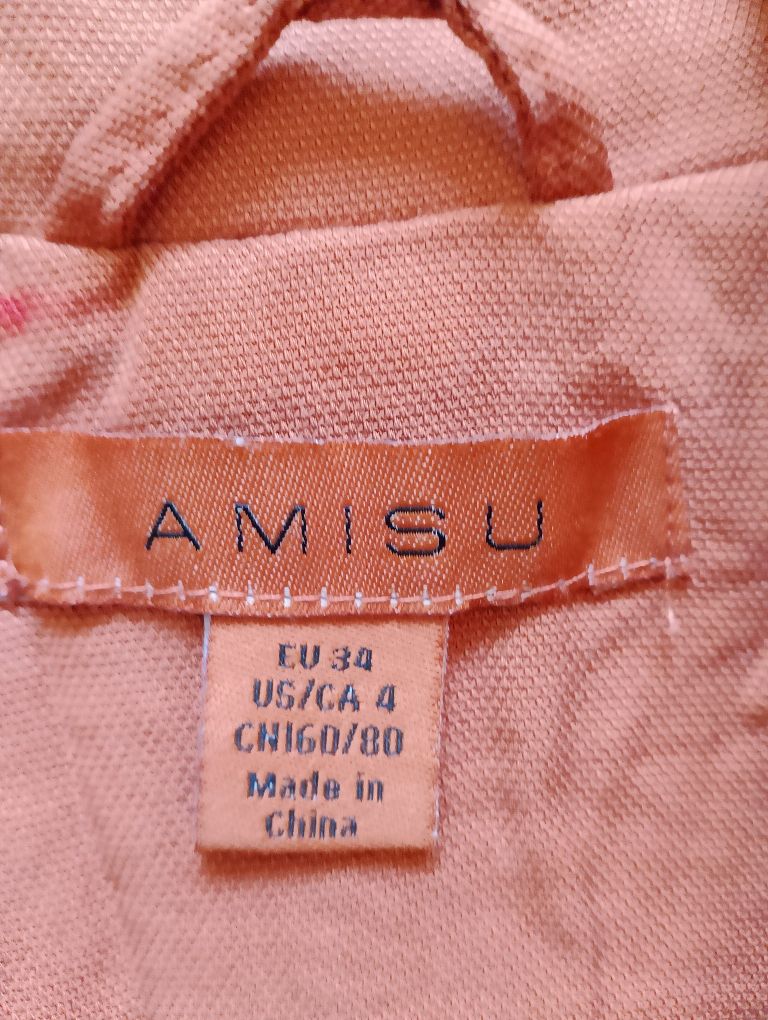 AMISU
EU 34
US/CA 4
CN160/80
Made in
China